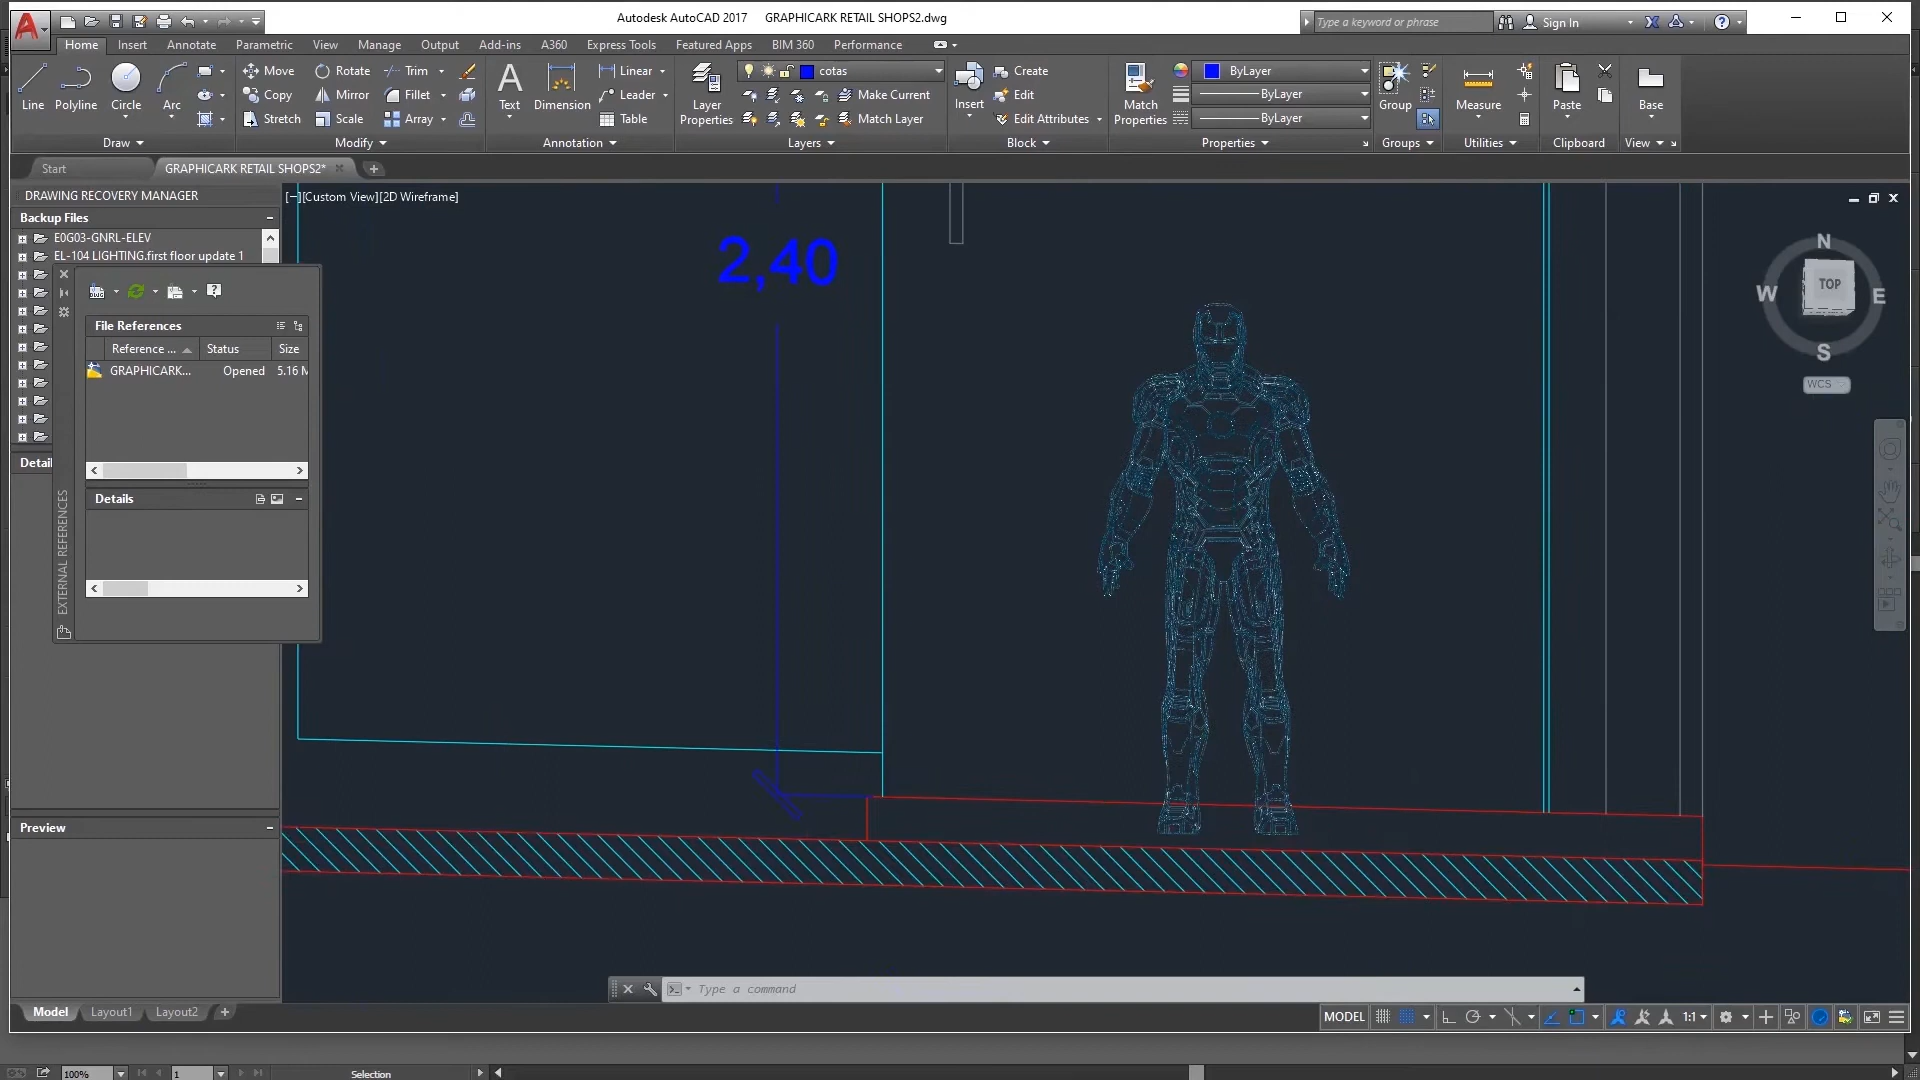 Autodesk AutoCAD 2017 GRAPHICARK RETAIL SHOPS2.dwg
Type a keyword or phrase
Sign In
Home Insert Annotate Parametric View Manage Output Add-ins A360 Express Tools Featured Apps BIM 360 Performance
Line Polyline Circle Arc
Move Rotate Trim
Copy Mirror Fillet
Stretch Scale Array
Text Dimension
Linear
Leader
Table
Layer Properties
cotas
Make Current
Match Layer
Insert
Create
Edit
Edit Attributes
Match Properties
ByLayer
ByLayer
ByLayer
Group Measure Paste Base
Draw Modify Annotation Layers Block Properties Groups Utilities Clipboard View
Start GRAPHICARK RETAIL SHOPS2*
DRAWING RECOVERY MANAGER
Backup Files
E0G03-GNRL-ELEV
EL-104 LIGHTING.first floor update 1
[−][Custom View][2D Wireframe]
File References
Reference ... Status Size
GRAPHICARK... Opened 5.16 M
Details
EXTERNAL REFERENCES
Detai
Preview
2,40
N
W TOP E
S
WCS
Type a command
Model Layout1 Layout2
MODEL 1:1
100% 1 Selection